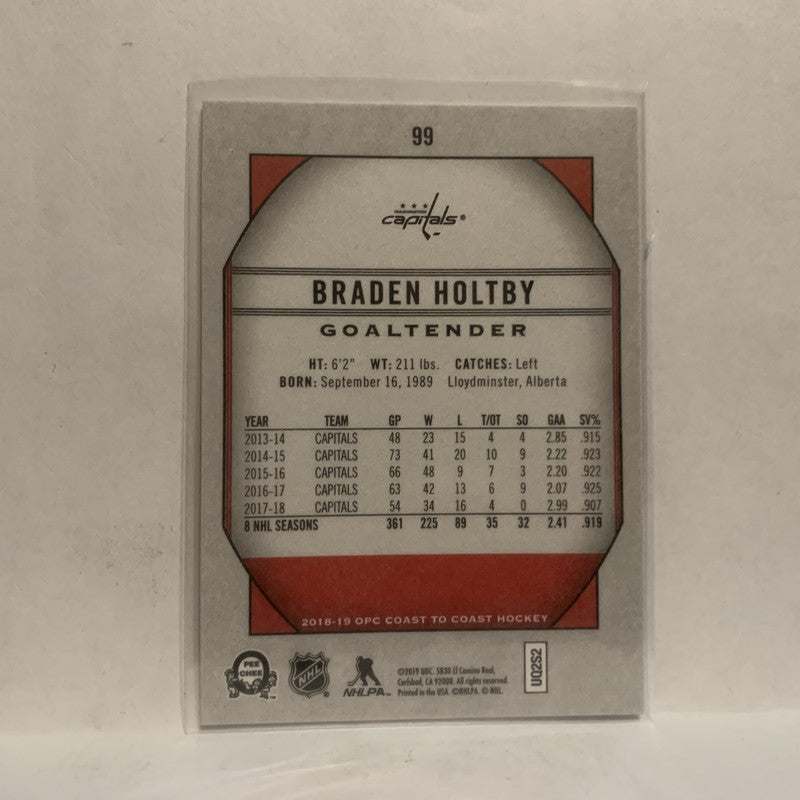 99
WASHINGTON
capitals®
BRADEN HOLTBY
GOALTENDER
HT: 6'2" WT: 211 lbs. CATCHES: Left
BORN: September 16, 1989 Lloydminster, Alberta
YEAR TEAM GP W L T/OT SO GAA SV%
2013-14 CAPITALS 48 23 15 4 4 2.85 .915
2014-15 CAPITALS 73 41 20 10 9 2.22 .923
2015-16 CAPITALS 66 48 9 7 3 2.20 .922
2016-17 CAPITALS 63 42 13 6 9 2.07 .925
2017-18 CAPITALS 54 34 16 4 0 2.99 .907
8 NHL SEASONS 361 225 89 35 32 2.41 .919
2018-19 OPC COAST TO COAST HOCKEY
O PEE CHEE™
NHL®
NHLPA™
©2019 UDC. 5830 El Camino Real,
Carlsbad, CA 92008. All rights reserved.
Printed in the USA. ©NHLPA. © NHL.
UQ2S2